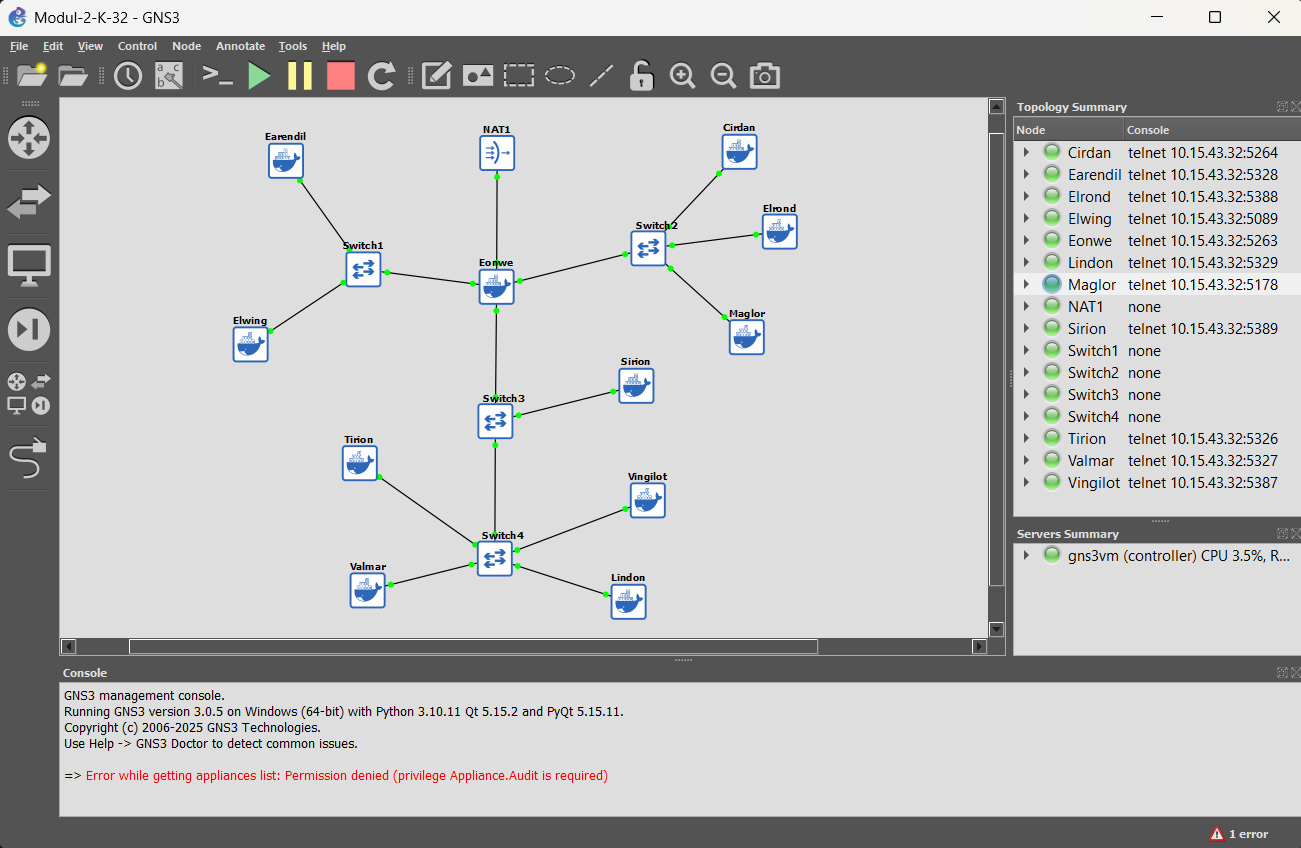 Modul-2-K-32 - GNS3
File Edit View Control Node Annotate Tools Help
a c
b
Earendil
NAT1
Cirdan
Elrond
Switch2
Switch1
Eonwe
Elwing
Maglor
Sirion
Switch3
Tirion
Vingilot
Switch4
Valmar
Lindon
Topology Summary
Node Console
Cirdan telnet 10.15.43.32:5264
Earendil telnet 10.15.43.32:5328
Elrond telnet 10.15.43.32:5388
Elwing telnet 10.15.43.32:5089
Eonwe telnet 10.15.43.32:5263
Lindon telnet 10.15.43.32:5329
Maglor telnet 10.15.43.32:5178
NAT1 none
Sirion telnet 10.15.43.32:5389
Switch1 none
Switch2 none
Switch3 none
Switch4 none
Tirion telnet 10.15.43.32:5326
Valmar telnet 10.15.43.32:5327
Vingilot telnet 10.15.43.32:5387
Servers Summary
gns3vm (controller) CPU 3.5%, R...
Console
GNS3 management console.
Running GNS3 version 3.0.5 on Windows (64-bit) with Python 3.10.11 Qt 5.15.2 and PyQt 5.15.11.
Copyright (c) 2006-2025 GNS3 Technologies.
Use Help -> GNS3 Doctor to detect common issues.
=> Error while getting appliances list: Permission denied (privilege Appliance.Audit is required)
1 error